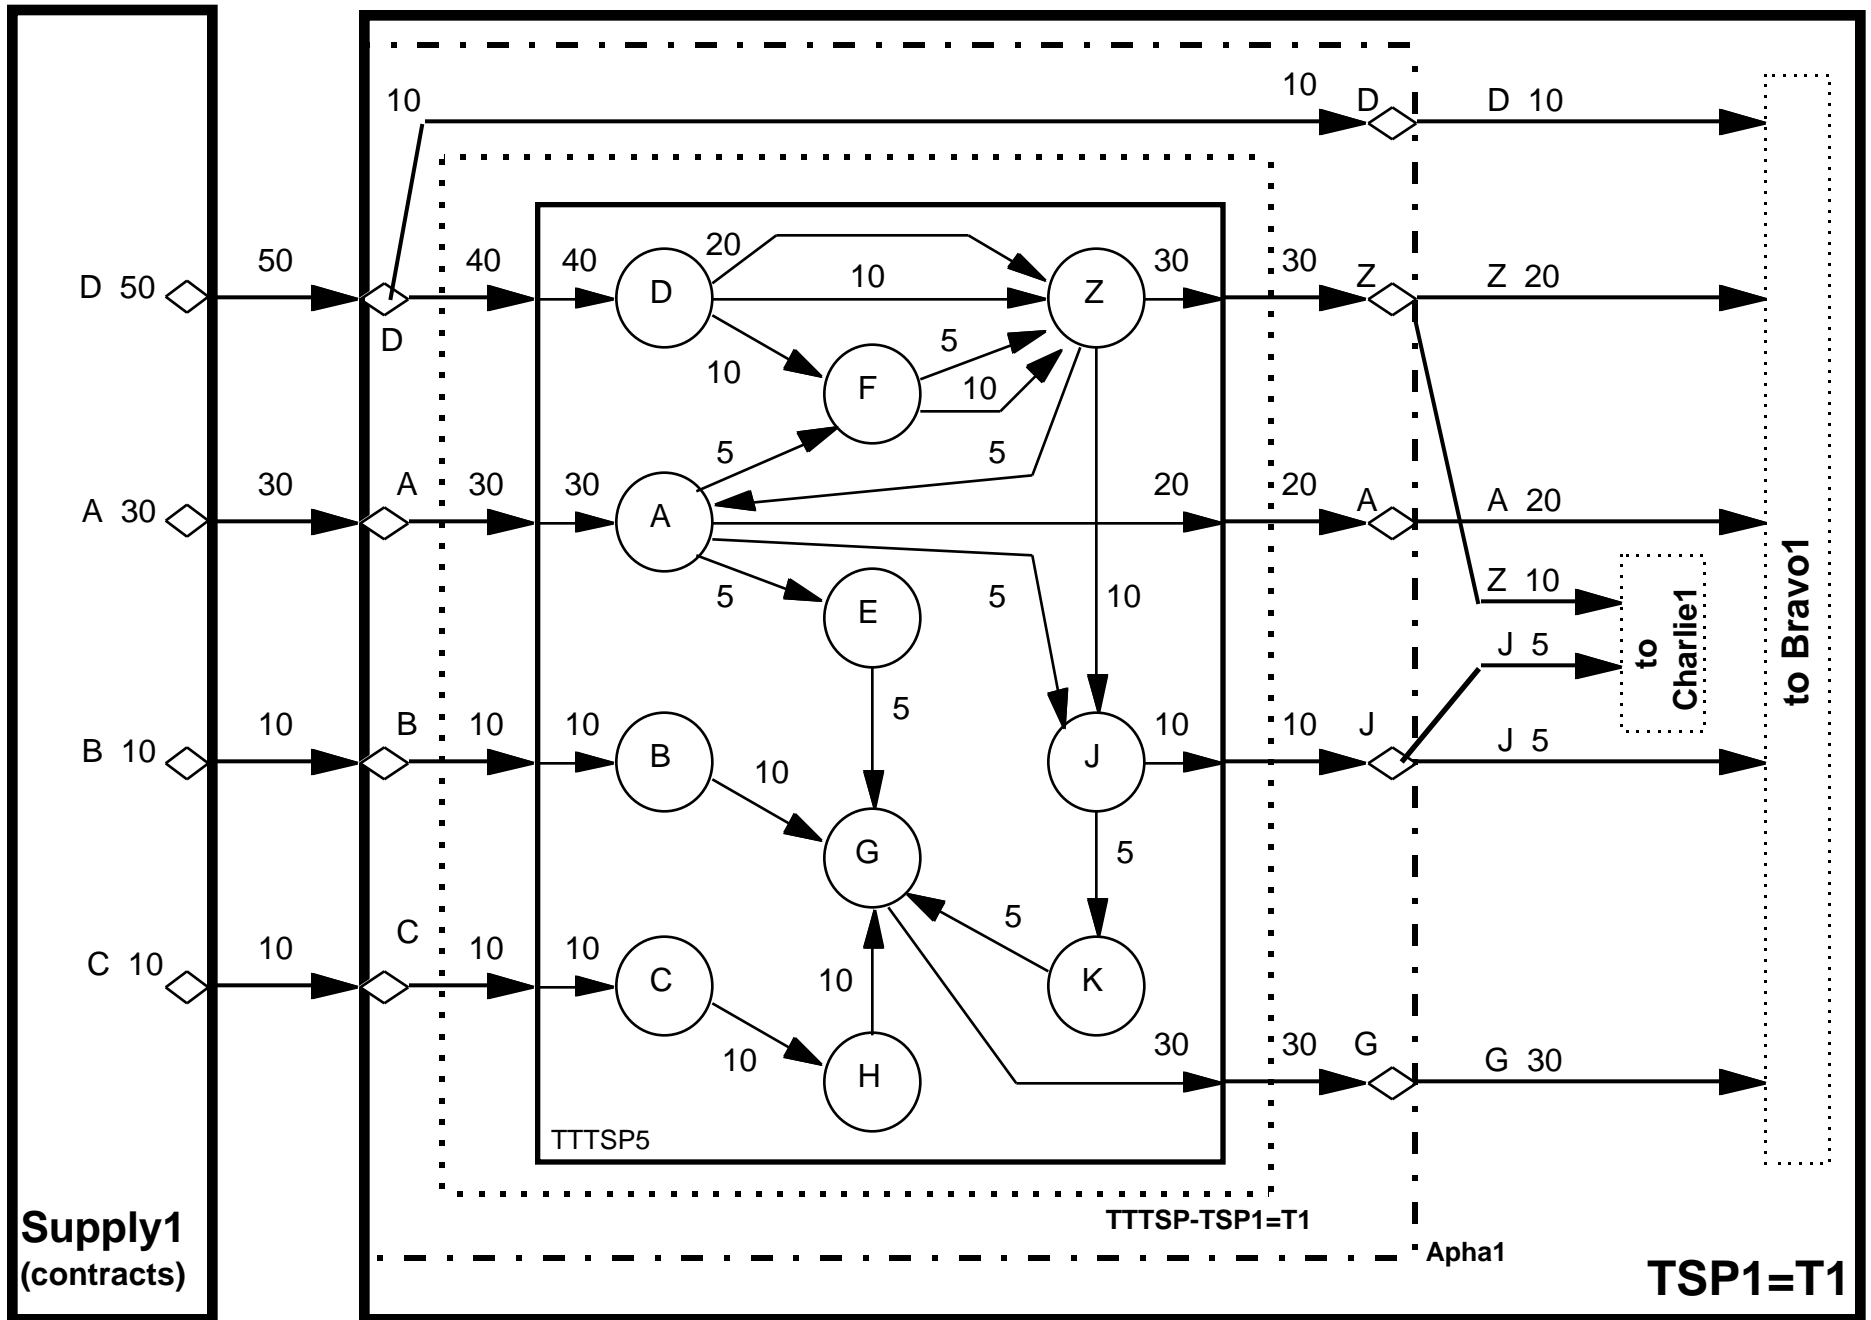 10
10
D
D 10
D 50
50
D
40
40
D
20
10
10
F
5
10
Z
30
30
Z
Z 20
A 30
30
A
30
30
A
5
5
20
20
A
A 20
5
E
5
10
Z 10
J 5
to
Charlie1
to Bravo1
5
B 10
10
B
10
10
B
10
G
J
10
10
J
J 5
5
5
C 10
10
C
10
10
C
10
10
H
K
30
30
G
G 30
TTTSP5
TTTSP-TSP1=T1
Apha1
Supply1
(contracts)
TSP1=T1